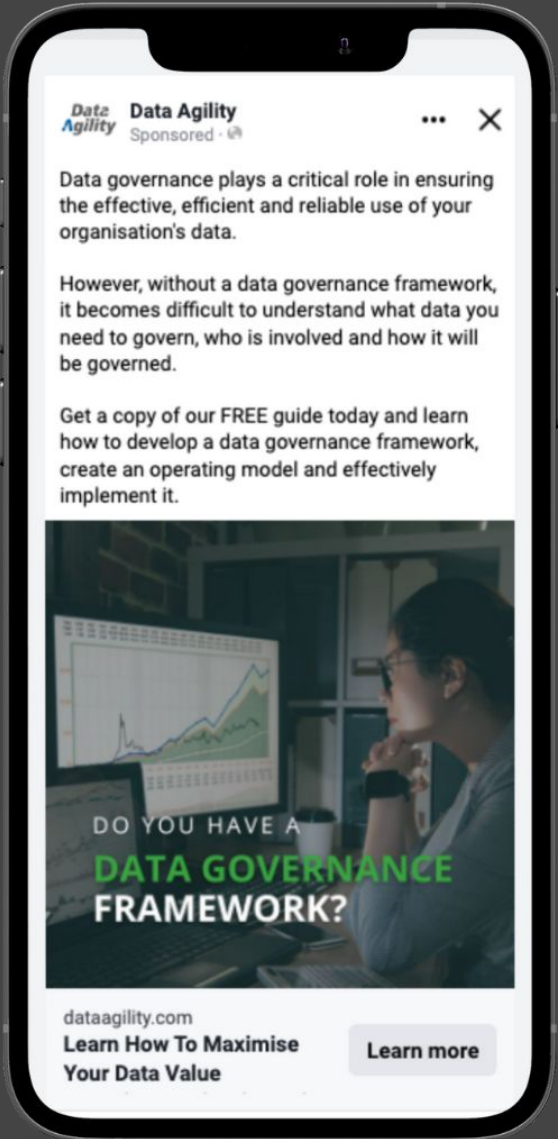 Data
Agility
Data Agility
Sponsored ·
Data governance plays a critical role in ensuring
the effective, efficient and reliable use of your
organisation's data.
However, without a data governance framework,
it becomes difficult to understand what data you
need to govern, who is involved and how it will
be governed.
Get a copy of our FREE guide today and learn
how to develop a data governance framework,
create an operating model and effectively
implement it.
DO YOU HAVE A
DATA GOVERNANCE
FRAMEWORK?
dataagility.com
Learn How To Maximise
Your Data Value
Learn more